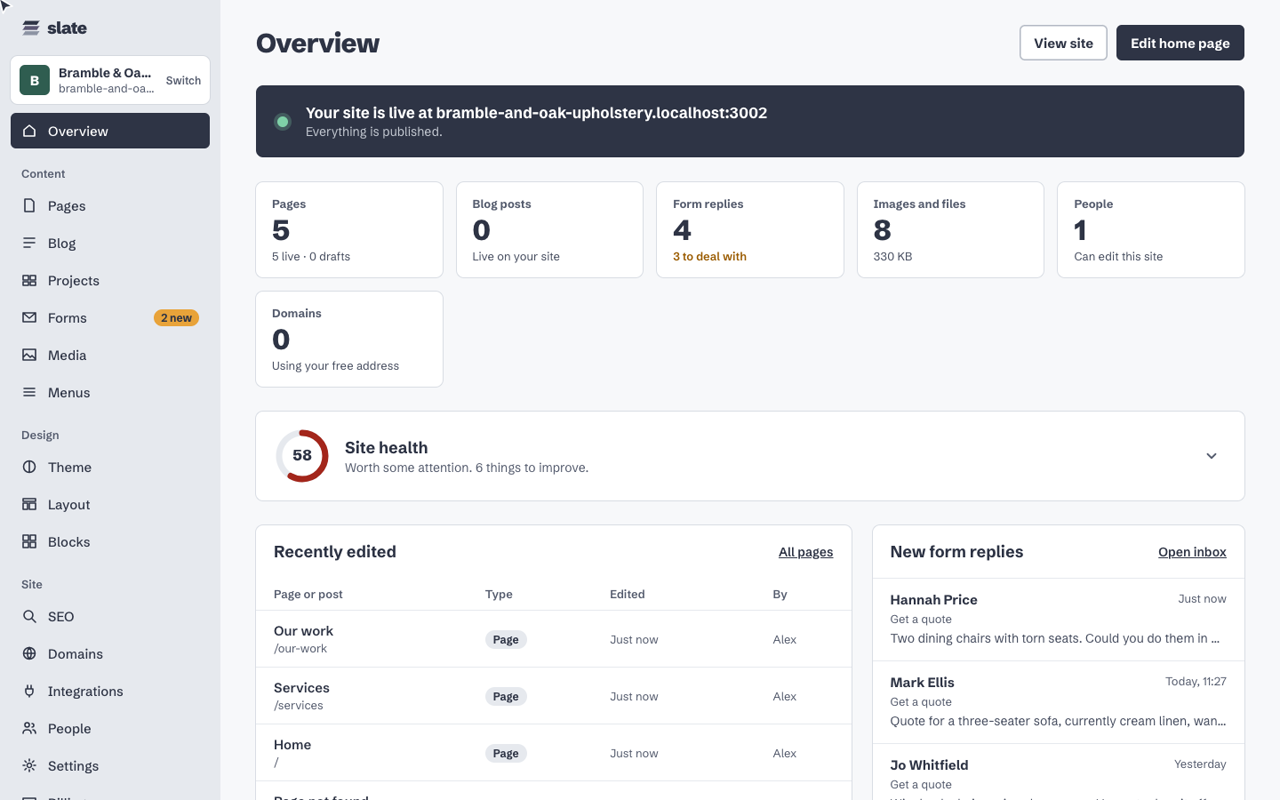 slate
B
Bramble & Oa...
bramble-and-oa...
Switch
Overview
Content
Pages
Blog
Projects
Forms
2 new
Media
Menus
Design
Theme
Layout
Blocks
Site
SEO
Domains
Integrations
People
Settings
Overview
View site
Edit home page
Your site is live at bramble-and-oak-upholstery.localhost:3002
Everything is published.
Pages
5
5 live · 0 drafts
Blog posts
0
Live on your site
Form replies
4
3 to deal with
Images and files
8
330 KB
People
1
Can edit this site
Domains
0
Using your free address
58
Site health
Worth some attention. 6 things to improve.
Recently edited
All pages
Page or post Type Edited By
Our work
/our-work
Page Just now Alex
Services
/services
Page Just now Alex
Home
/
Page Just now Alex
New form replies
Open inbox
Hannah Price
Just now
Get a quote
Two dining chairs with torn seats. Could you do them in ...
Mark Ellis
Today, 11:27
Get a quote
Quote for a three-seater sofa, currently cream linen, wan...
Jo Whitfield
Yesterday
Get a quote